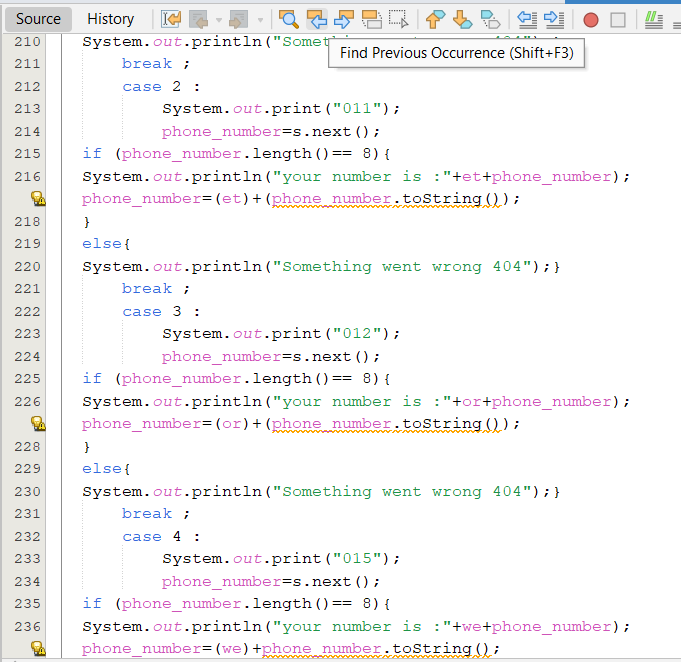 Source History
210 System.out.println("Someth
Find Previous Occurrence (Shift+F3)
211 break ;
212 case 2 :
213 System.out.print("011");
214 phone_number=s.next();
215 if (phone_number.length()== 8){
216 System.out.println("your number is :"+et+phone_number);
phone_number=(et)+(phone_number.toString());
218 }
219 else{
220 System.out.println("Something went wrong 404");}
221 break ;
222 case 3 :
223 System.out.print("012");
224 phone_number=s.next();
225 if (phone_number.length()== 8){
226 System.out.println("your number is :"+or+phone_number);
phone_number=(or)+(phone_number.toString());
228 }
229 else{
230 System.out.println("Something went wrong 404");}
231 break ;
232 case 4 :
233 System.out.print("015");
234 phone_number=s.next();
235 if (phone_number.length()== 8){
236 System.out.println("your number is :"+we+phone_number);
phone_number=(we)+phone_number.toString();